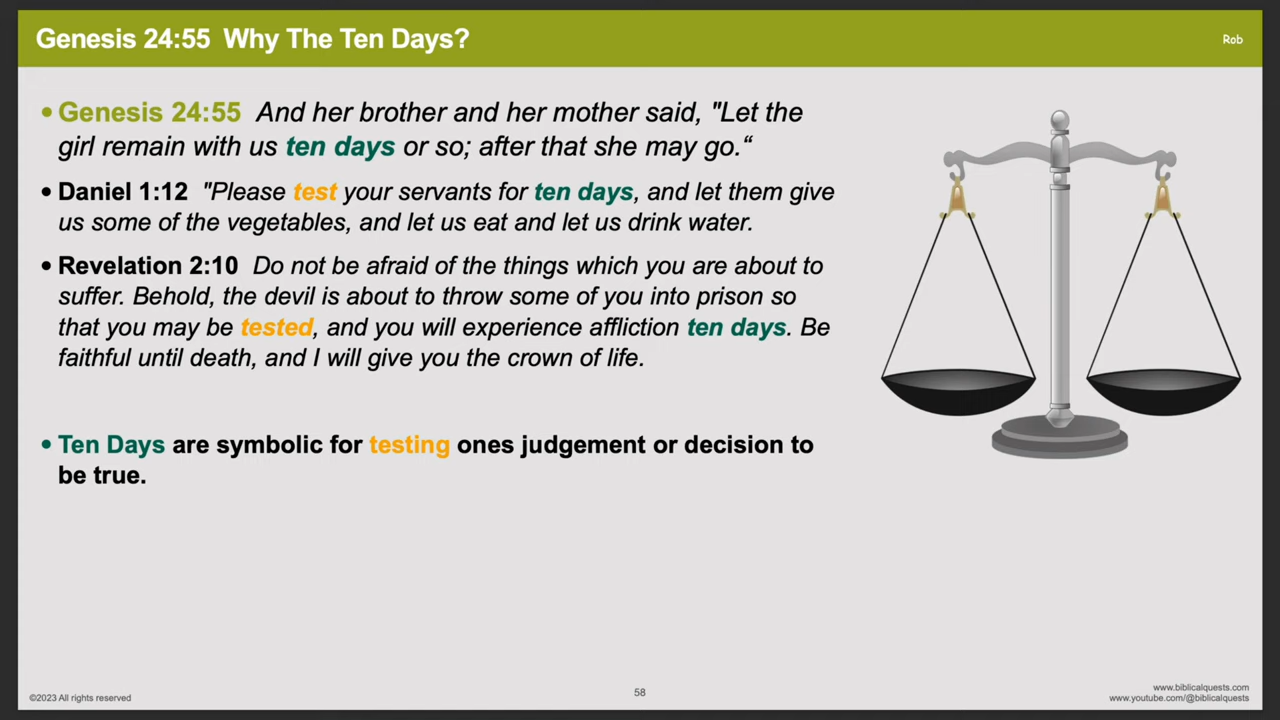 Genesis 24:55  Why The Ten Days?
Rob
• Genesis 24:55  And her brother and her mother said, "Let the
girl remain with us ten days or so; after that she may go.“
• Daniel 1:12  "Please test your servants for ten days, and let them give
us some of the vegetables, and let us eat and let us drink water.
• Revelation 2:10  Do not be afraid of the things which you are about to
suffer. Behold, the devil is about to throw some of you into prison so
that you may be tested, and you will experience affliction ten days. Be
faithful until death, and I will give you the crown of life.
• Ten Days are symbolic for testing ones judgement or decision to
be true.
©2023 All rights reserved
58
www.biblicalquests.com
www.youtube.com/@biblicalquests